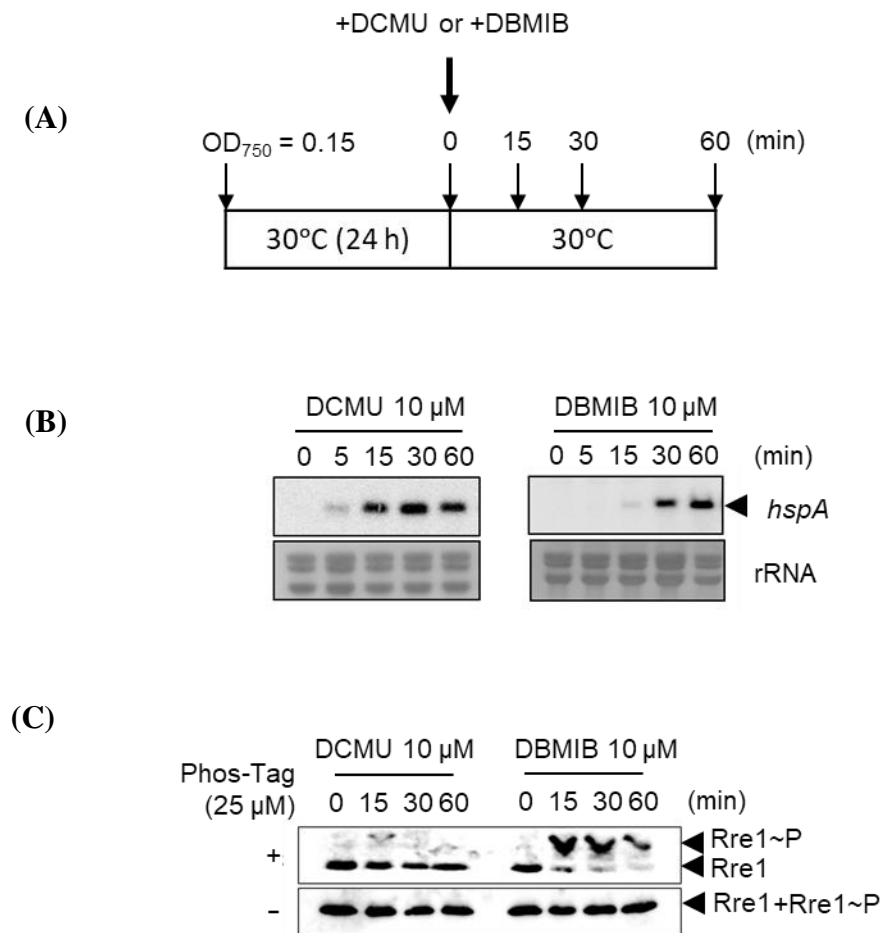 +DCMU or +DBMIB
(A)
OD750 = 0.15 0 15 30 60 (min)
30°C (24 h) 30°C
(B)
DCMU 10 μM DBMIB 10 μM
0 5 15 30 60 0 5 15 30 60 (min)
hspA
rRNA
(C)
DCMU 10 μM DBMIB 10 μM
Phos-Tag
(25 μM) 0 15 30 60 0 15 30 60 (min)
Rre1~P
+ Rre1
- Rre1+Rre1~P